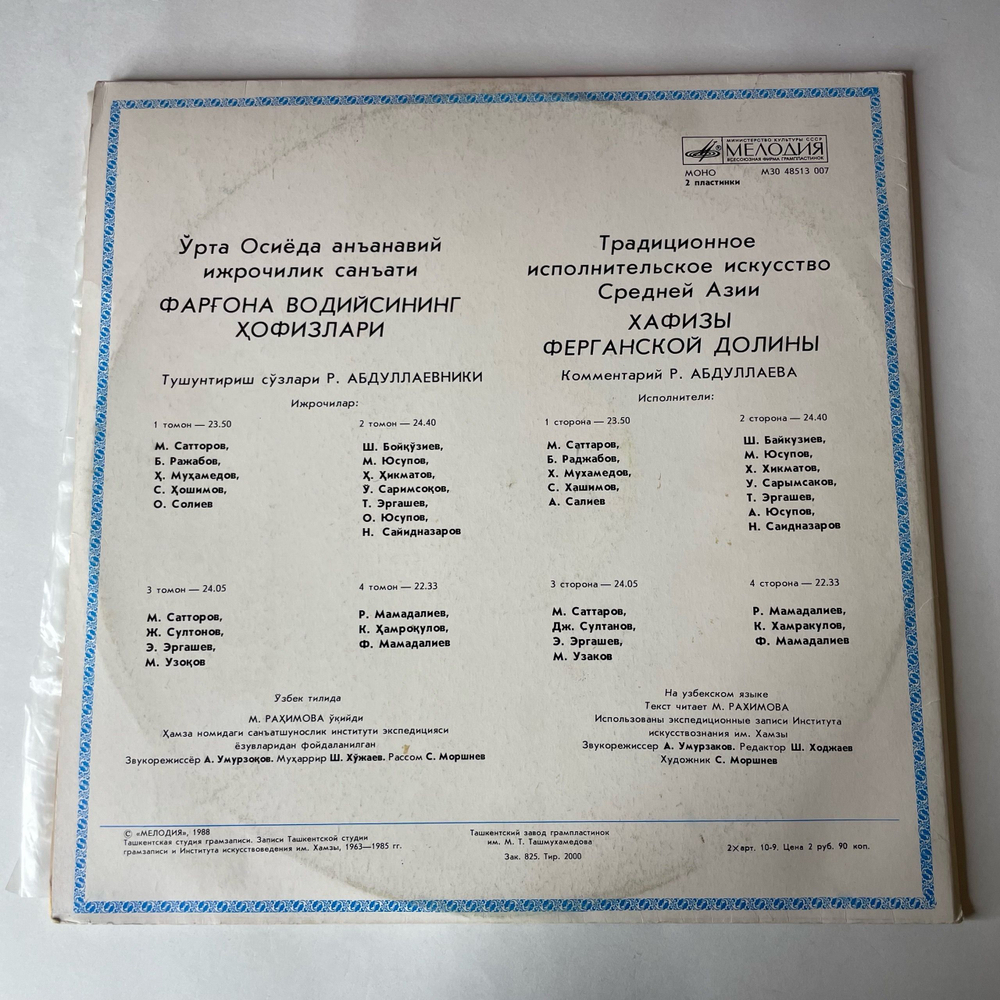 МИНИСТЕРСТВО КУЛЬТУРЫ СССР
МЕЛОДИЯ
ВСЕСОЮЗНАЯ ФИРМА ГРАМПЛАСТИНОК
МОНО М30 48513 007
2 пластинки
Ўрта Осиёда анъанавий
ижрочилик санъати
ФАРҒОНА ВОДИЙСИНИНГ
ҲОФИЗЛАРИ
Тушунтириш сўзлари Р. АБДУЛЛАЕВНИКИ
Ижрочилар:
1 томон — 23.50
М. Сатторов,
Б. Ражабов,
Ҳ. Муҳамедов,
С. Ҳошимов,
О. Солиев
2 томон — 24.40
Ш. Бойқўзиев,
М. Юсупов,
Ҳ. Ҳикматов,
Ў. Саримсоқов,
Т. Эргашев,
О. Юсупов,
Н. Сайидназаров
3 томон — 24.05
М. Сатторов,
Ж. Султонов,
Э. Эргашев,
М. Узоқов
4 томон — 22.33
Р. Мамадалиев,
К. Ҳамроқулов,
Ф. Мамадалиев
Ўзбек тилида
М. РАҲИМОВА ўқийди
Ҳамза номидаги санъатшунослик институти экспедицияси
ёзувларидан фойдаланилган
Звукорежиссёр А. Умурзоқов. Муҳаррир Ш. Хўжаев. Рассом С. Моршнев
Традиционное
исполнительское искусство
Средней Азии
ХАФИЗЫ
ФЕРГАНСКОЙ ДОЛИНЫ
Комментарий Р. АБДУЛЛАЕВА
Исполнители:
1 сторона — 23.50
М. Саттаров,
Б. Раджабов,
Х. Мухамедов,
С. Хашимов,
А. Салиев
2 сторона — 24.40
Ш. Байкузиев,
М. Юсупов,
Х. Хикматов,
У. Сарымсаков,
Т. Эргашев,
А. Юсупов,
Н. Саидназаров
3 сторона — 24.05
М. Саттаров,
Дж. Султанов,
Э. Эргашев,
М. Узаков
4 сторона — 22.33
Р. Мамадалиев,
К. Хамракулов,
Ф. Мамадалиев
На узбекском языке
Текст читает М. РАХИМОВА
Использованы экспедиционные записи Института
искусствознания им. Хамзы
Звукорежиссер А. Умурзаков. Редактор Ш. Ходжаев
Художник С. Моршнев
© «МЕЛОДИЯ», 1988
Ташкентская студия грамзаписи. Записи Ташкентской студии
грамзаписи и Института искусствоведения им. Хамзы, 1963—1985 гг.
Ташкентский завод грампластинок
им. М. Т. Ташмухамедова
Зак. 825. Тир. 2000
2×арт. 10-9. Цена 2 руб. 90 коп.